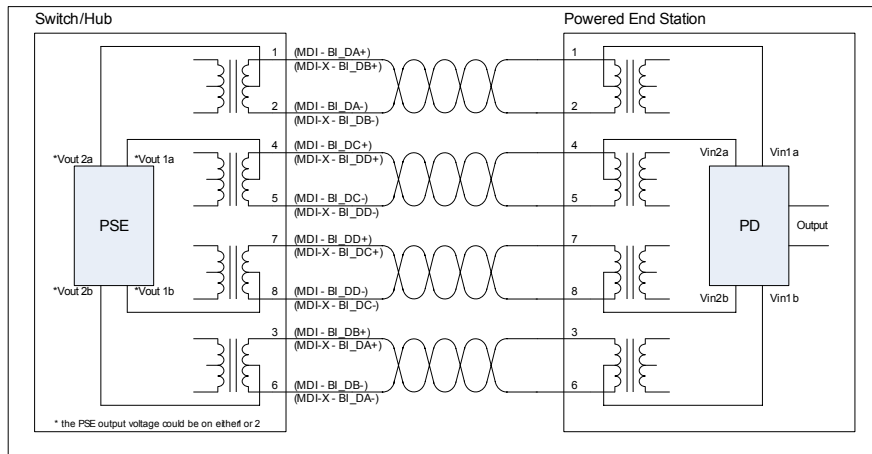 Switch/Hub
Powered End Station
1
(MDI - BI_DA+)
(MDI-X - BI_DB+)
1
2
(MDI - BI_DA-)
(MDI-X - BI_DB-)
2
*Vout 2a
*Vout 1a
4
(MDI - BI_DC+)
(MDI-X - BI_DD+)
4
Vin2a
Vin1a
5
(MDI - BI_DC-)
(MDI-X - BI_DD-)
5
PSE
PD
Output
7
(MDI - BI_DD+)
(MDI-X - BI_DC+)
7
*Vout 2b
*Vout 1b
8
(MDI - BI_DD-)
(MDI-X - BI_DC-)
8
Vin2b
Vin1b
3
(MDI - BI_DB+)
(MDI-X - BI_DA+)
3
6
(MDI - BI_DB-)
(MDI-X - BI_DA-)
6
* the PSE output voltage could be on either1 or 2